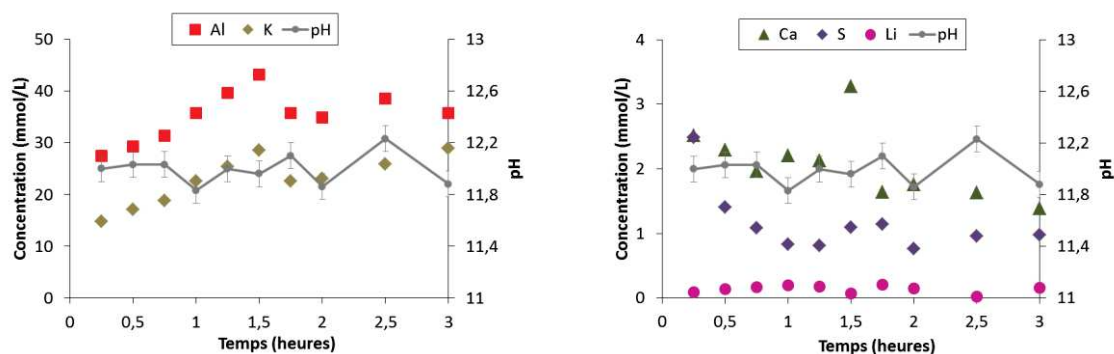 Al K pH
50
40
30
20
10
0
Concentration (mmol/L)
13
12,6
12,2
11,8
11,4
11
pH
0 0,5 1 1,5 2 2,5 3
Temps (heures)
Ca S Li pH
4
3
2
1
0
Concentration (mmol/L)
13
12,6
12,2
11,8
11,4
11
pH
0 0,5 1 1,5 2 2,5 3
Temps (heures)